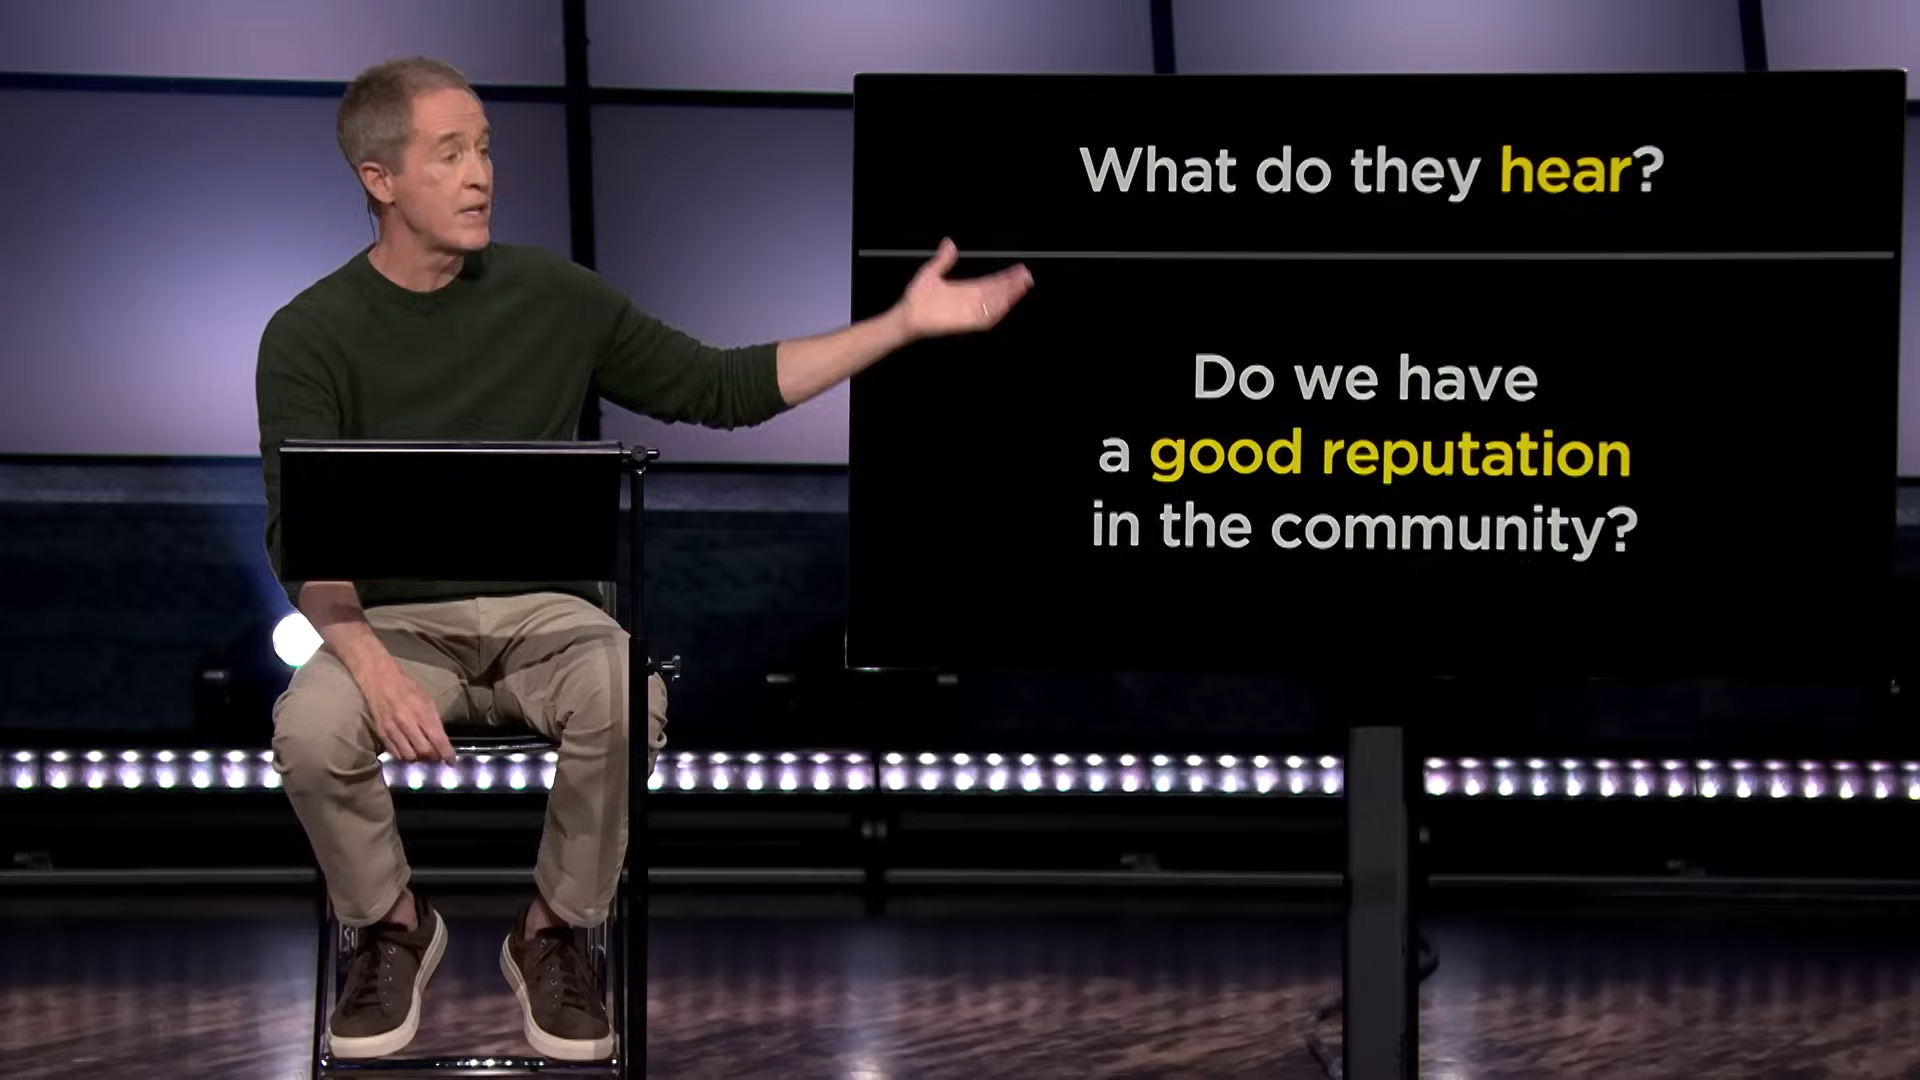 What do they hear?
Do we have
a good reputation
in the community?